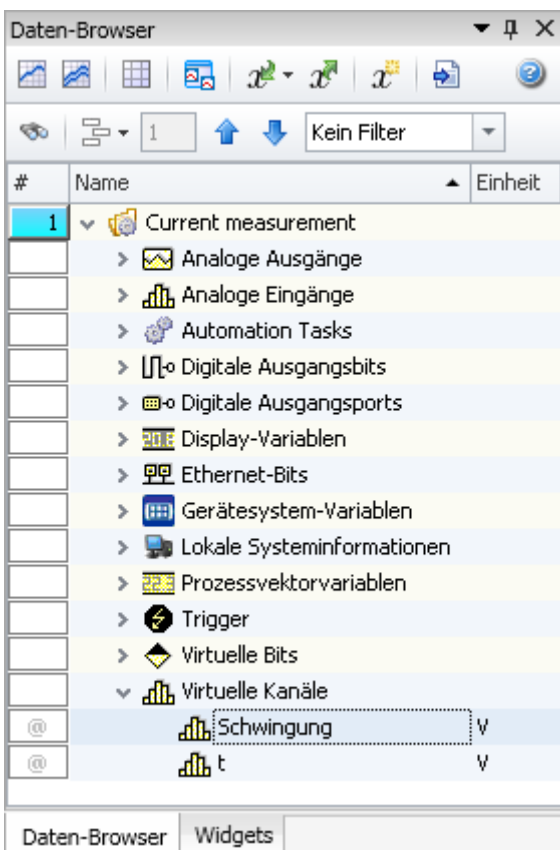 Daten-Browser
1 Kein Filter
# Name Einheit
1 Current measurement
Analoge Ausgänge
Analoge Eingänge
Automation Tasks
Digitale Ausgangsbits
Digitale Ausgangsports
Display-Variablen
Ethernet-Bits
Gerätesystem-Variablen
Lokale Systeminformationen
Prozessvektorvariablen
Trigger
Virtuelle Bits
Virtuelle Kanäle
@ Schwingung V
@ t V
Daten-Browser Widgets